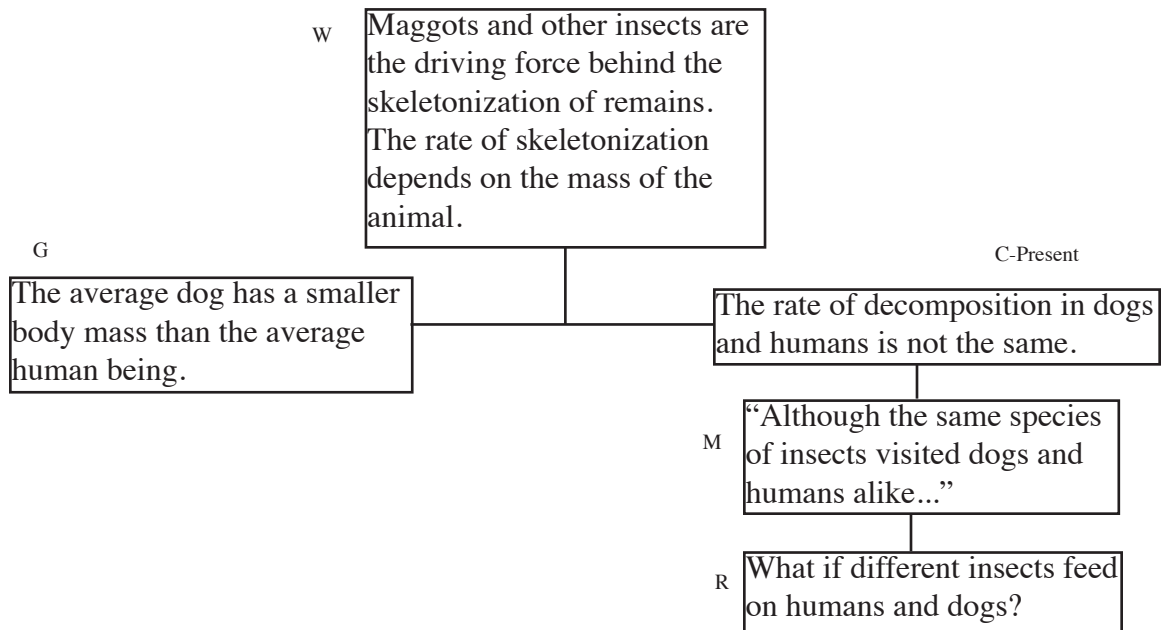 W
Maggots and other insects are
the driving force behind the
skeletonization of remains.
The rate of skeletonization
depends on the mass of the
animal.
G
The average dog has a smaller
body mass than the average
human being.
C-Present
The rate of decomposition in dogs
and humans is not the same.
M
“Although the same species
of insects visited dogs and
humans alike...”
R
What if different insects feed
on humans and dogs?